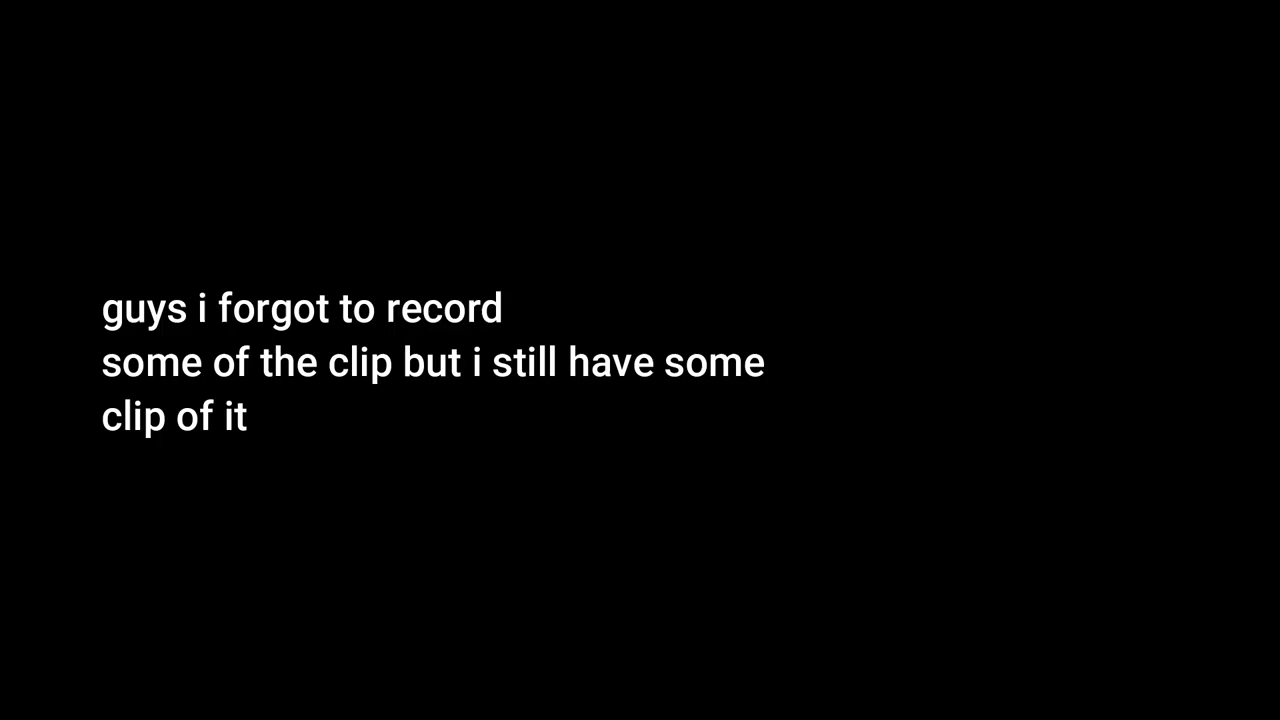 guys i forgot to record
some of the clip but i still have some
clip of it